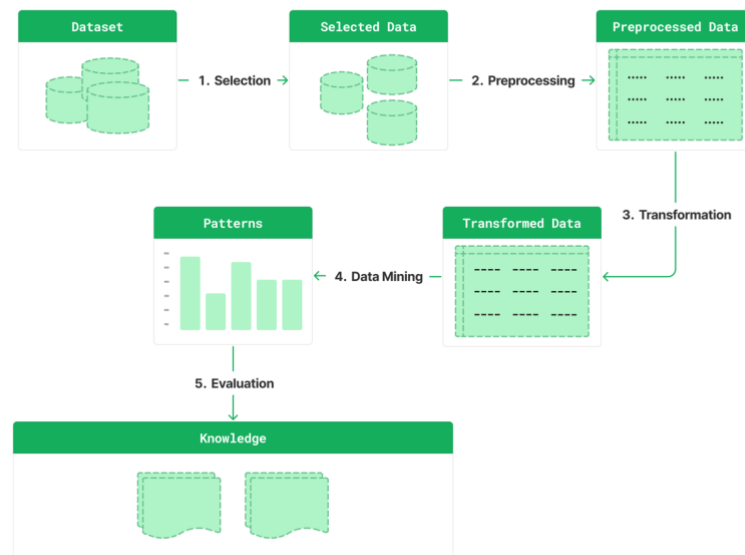 Dataset
1. Selection
Selected Data
2. Preprocessing
Preprocessed Data
3. Transformation
Transformed Data
4. Data Mining
Patterns
5. Evaluation
Knowledge